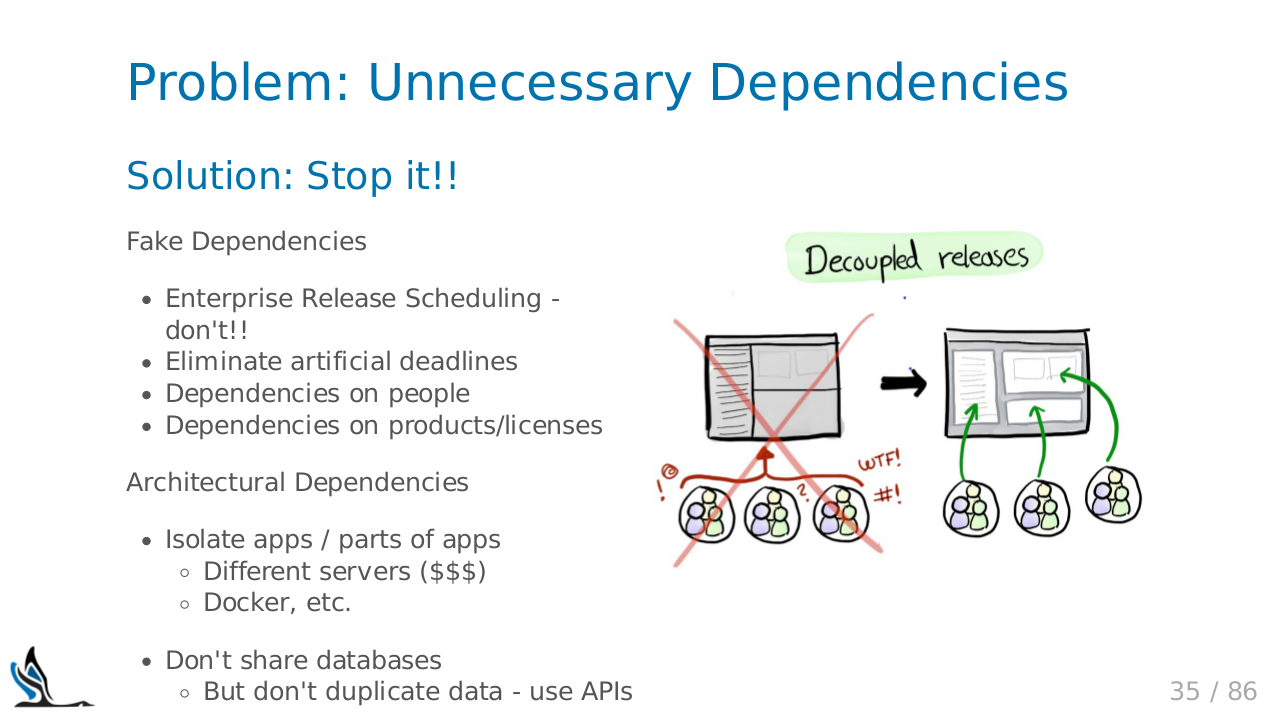 Problem: Unnecessary Dependencies
Solution: Stop it!!
Fake Dependencies
• Enterprise Release Scheduling -
don't!!
• Eliminate artificial deadlines
• Dependencies on people
• Dependencies on products/licenses
Architectural Dependencies
• Isolate apps / parts of apps
◦ Different servers ($$$)
◦ Docker, etc.
• Don't share databases
◦ But don't duplicate data - use APIs
Decoupled releases
! @
?
WTF!
#!
35 / 86